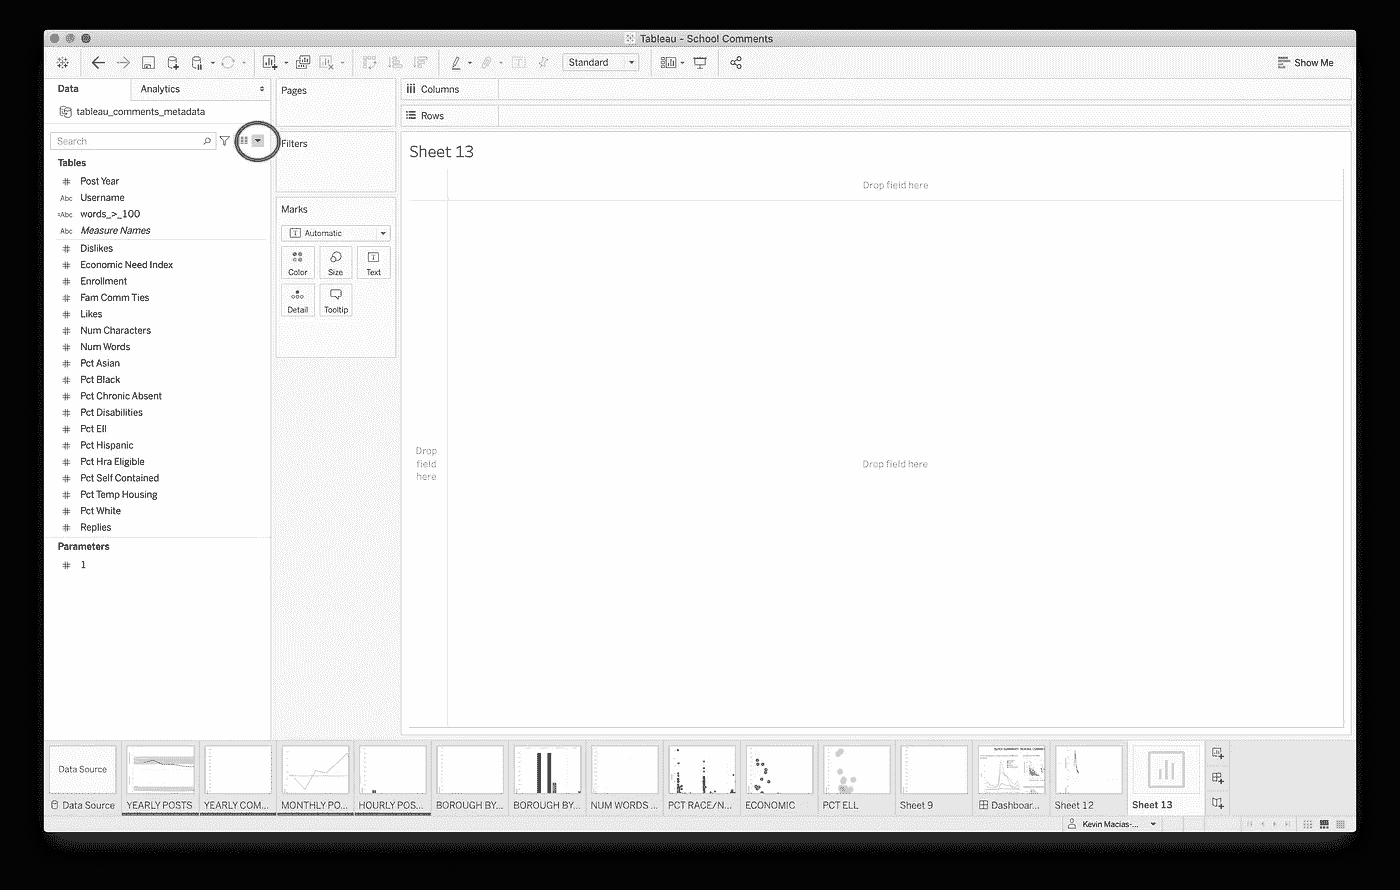 Tableau - School Comments
Standard
Show Me
Data
Analytics
tableau_comments_metadata
Search
Tables
# Post Year
Abc Username
=Abc words_>_100
Abc Measure Names
# Dislikes
# Economic Need Index
# Enrollment
# Fam Comm Ties
# Likes
# Num Characters
# Num Words
# Pct Asian
# Pct Black
# Pct Chronic Absent
# Pct Disabilities
# Pct Ell
# Pct Hispanic
# Pct Hra Eligible
# Pct Self Contained
# Pct Temp Housing
# Pct White
# Replies
Parameters
# 1
Pages
Filters
Marks
Automatic
Color
Size
Text
Detail
Tooltip
Columns
Rows
Sheet 13
Drop field here
Drop
field
here
Drop field here
Data Source
Data Source
YEARLY POSTS
YEARLY COM...
MONTHLY PO...
HOURLY POS...
BOROUGH BY...
BOROUGH BY...
NUM WORDS ...
PCT RACE/N...
ECONOMIC
PCT ELL
Sheet 9
Dashboar...
Sheet 12
Sheet 13
Kevin Macias-...